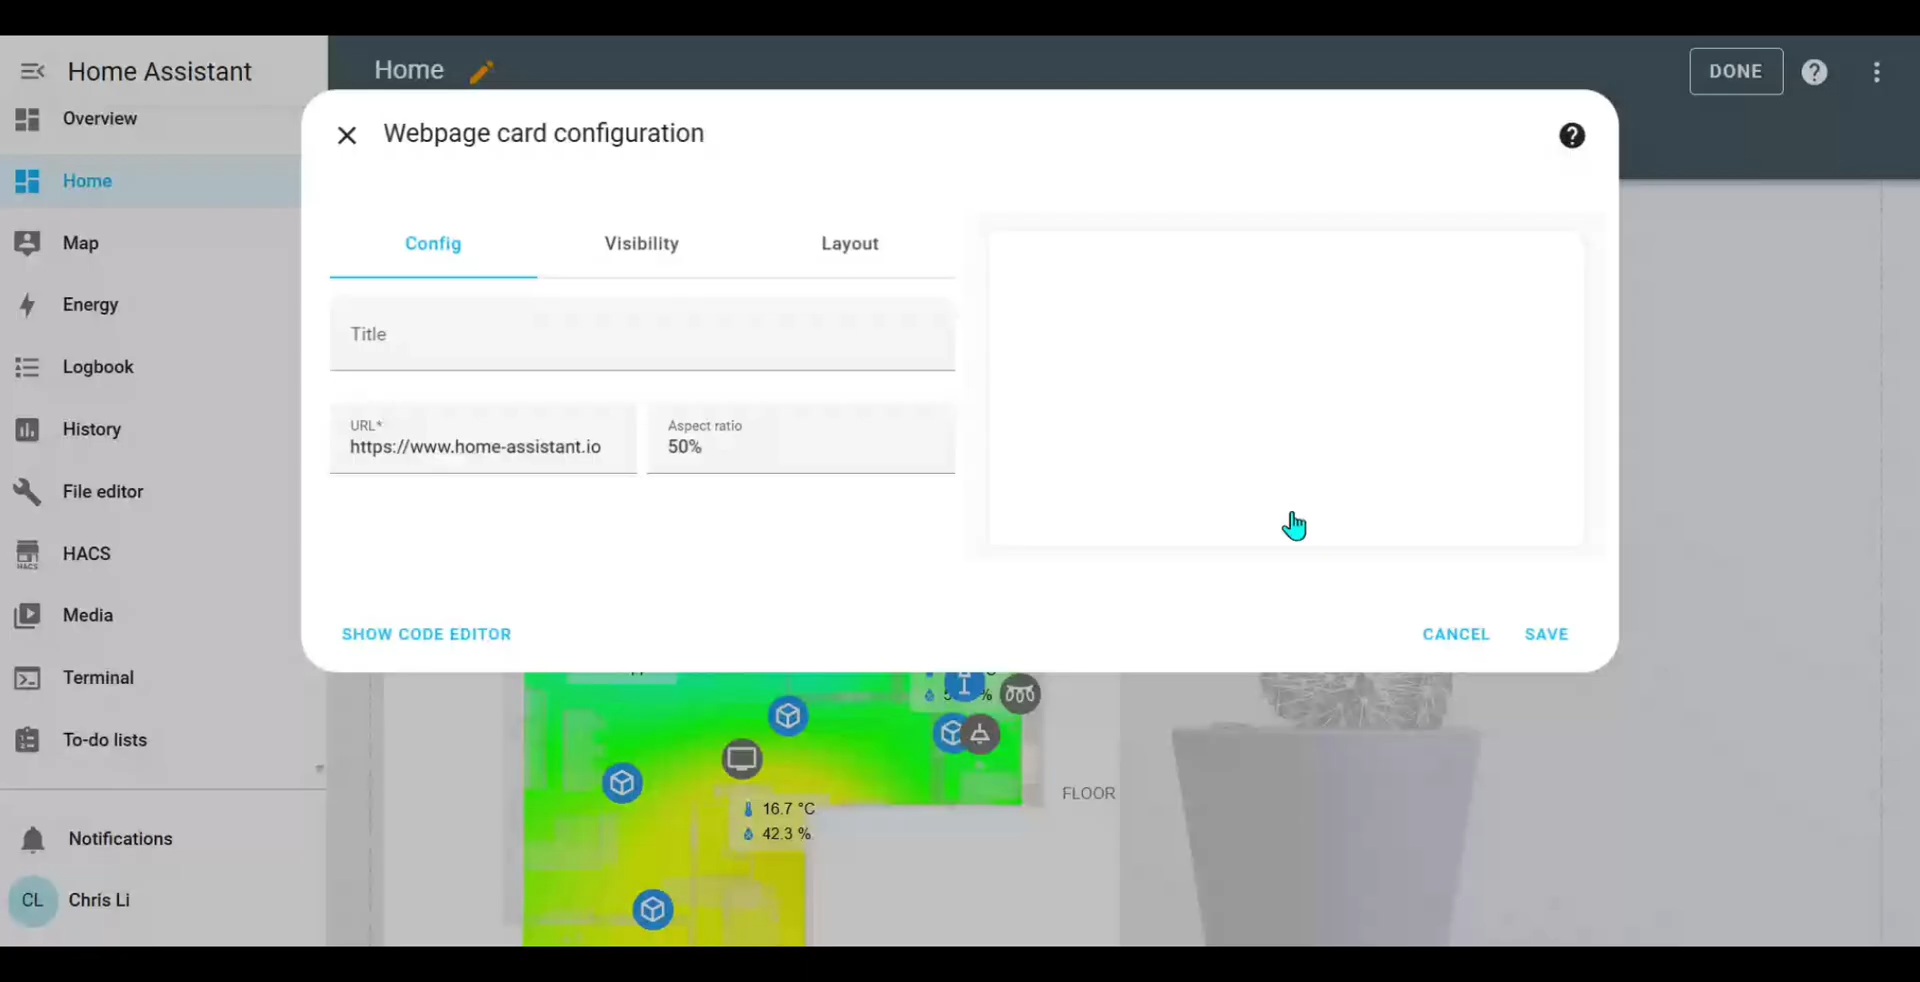 Home Assistant
Home
DONE
Overview
Home
Map
Energy
Logbook
History
File editor
HACS
HACS
Media
Terminal
To-do lists
Notifications
CL
Chris Li
Webpage card configuration
Config
Visibility
Layout
Title
URL*
https://www.home-assistant.io
Aspect ratio
50%
SHOW CODE EDITOR
CANCEL
SAVE
16.7 °C
42.3 %
FLOOR